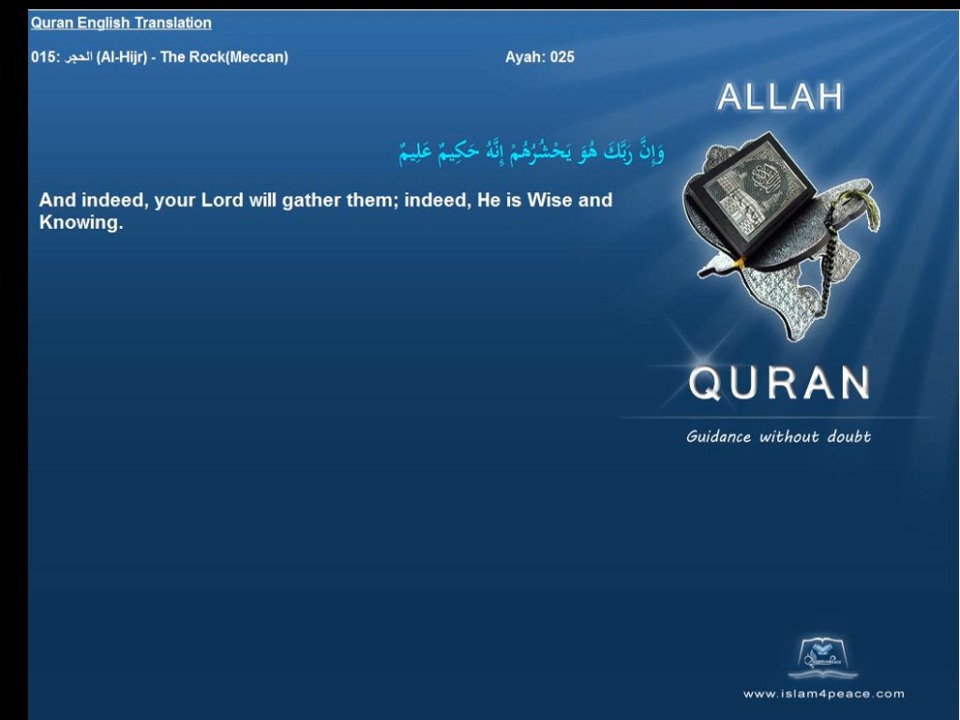 Quran English Translation
015: الحجر (Al-Hijr) - The Rock(Meccan) Ayah: 025
ALLAH
وَإِنَّ رَبَّكَ هُوَ يَحْشُرُهُمْ إِنَّهُ حَكِيمٌ عَلِيمٌ
And indeed, your Lord will gather them; indeed, He is Wise and
Knowing.
QURAN
Guidance without doubt
www.islam4peace.com